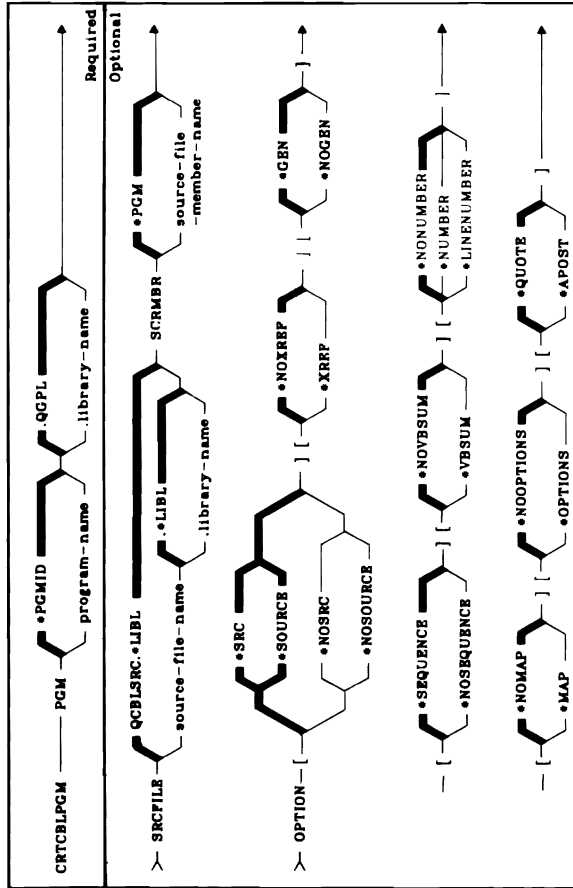 CRTCBLPGM PGM *PGMID .QGPL
program-name .library-name
Required
Optional
SRCFILE QCBLSRC.*LIBL SCRMBR *PGM
source-file-name .*LIBL source-file
-member-name
.library-name
OPTION [ *SRC ] [ *NOXREF ] [ *GEN ]
*SOURCE *XREF *NOGEN
*NOSRC
*NOSOURCE
[ *SEQUENCE ] [ *NOVBSUM ] [ *NONUMBER ]
*NOSEQUENCE *VBSUM *NUMBER
*LINENUMBER
[ *NOMAP ] [ *NOOPTIONS ] [ *QUOTE ]
*MAP *OPTIONS *APOST